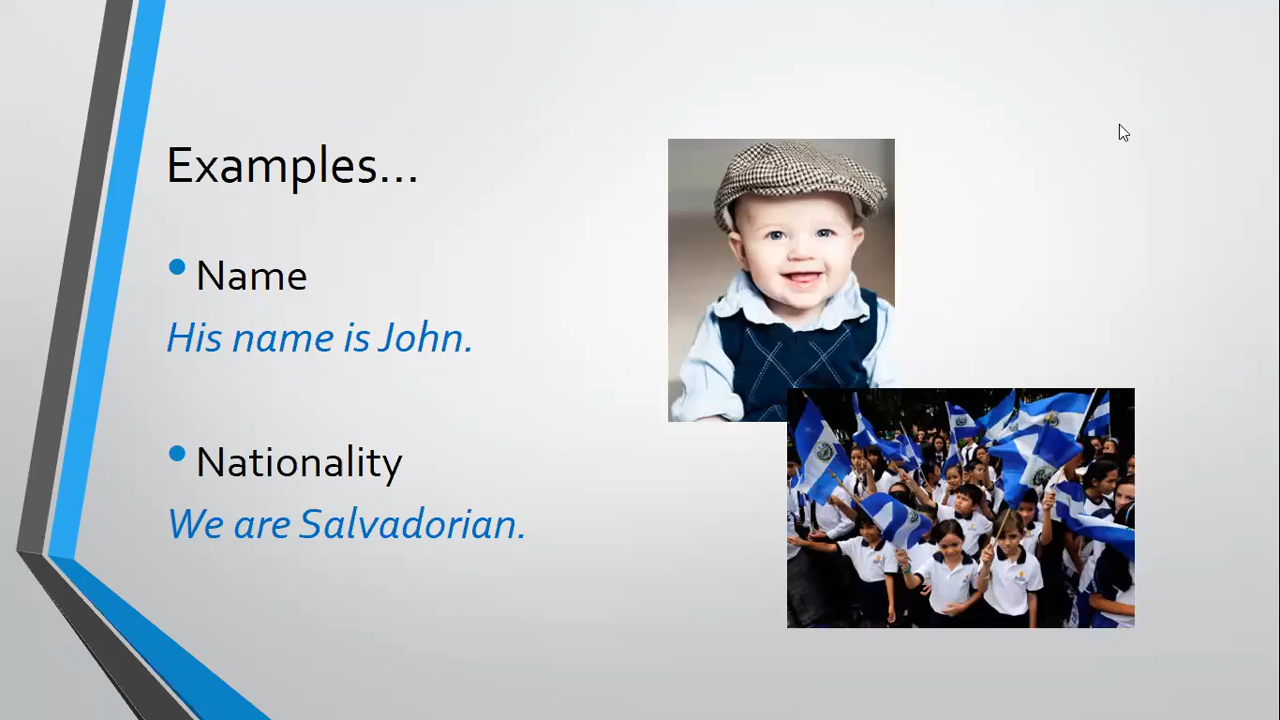 Examples...
• Name
His name is John.
• Nationality
We are Salvadorian.